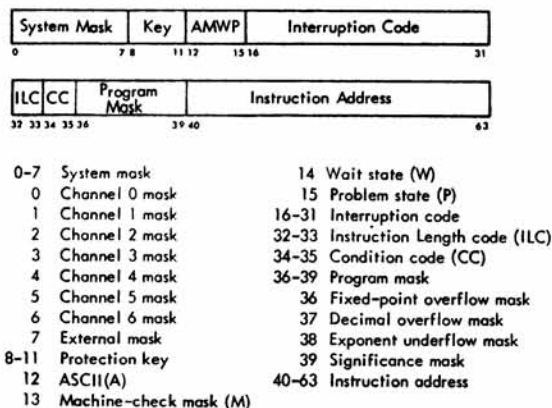 System Mask Key AMWP Interruption Code
0 7 8 11 12 15 16 31
ILC CC Program Mask Instruction Address
32 33 34 35 36 39 40 63
0-7 System mask
0 Channel 0 mask
1 Channel 1 mask
2 Channel 2 mask
3 Channel 3 mask
4 Channel 4 mask
5 Channel 5 mask
6 Channel 6 mask
7 External mask
8-11 Protection key
12 ASCII(A)
13 Machine-check mask (M)
14 Wait state (W)
15 Problem state (P)
16-31 Interruption code
32-33 Instruction Length code (ILC)
34-35 Condition code (CC)
36-39 Program mask
36 Fixed-point overflow mask
37 Decimal overflow mask
38 Exponent underflow mask
39 Significance mask
40-63 Instruction address